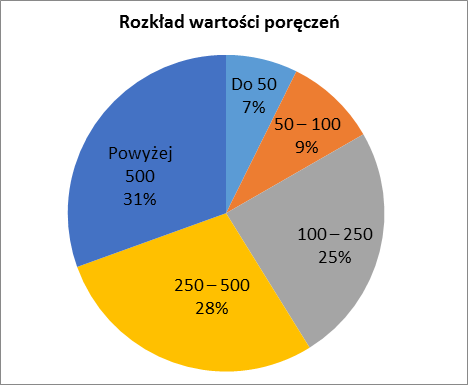 Rozkład wartości poręczeń
Do 50
7%
50 – 100
9%
100 – 250
25%
250 – 500
28%
Powyżej
500
31%